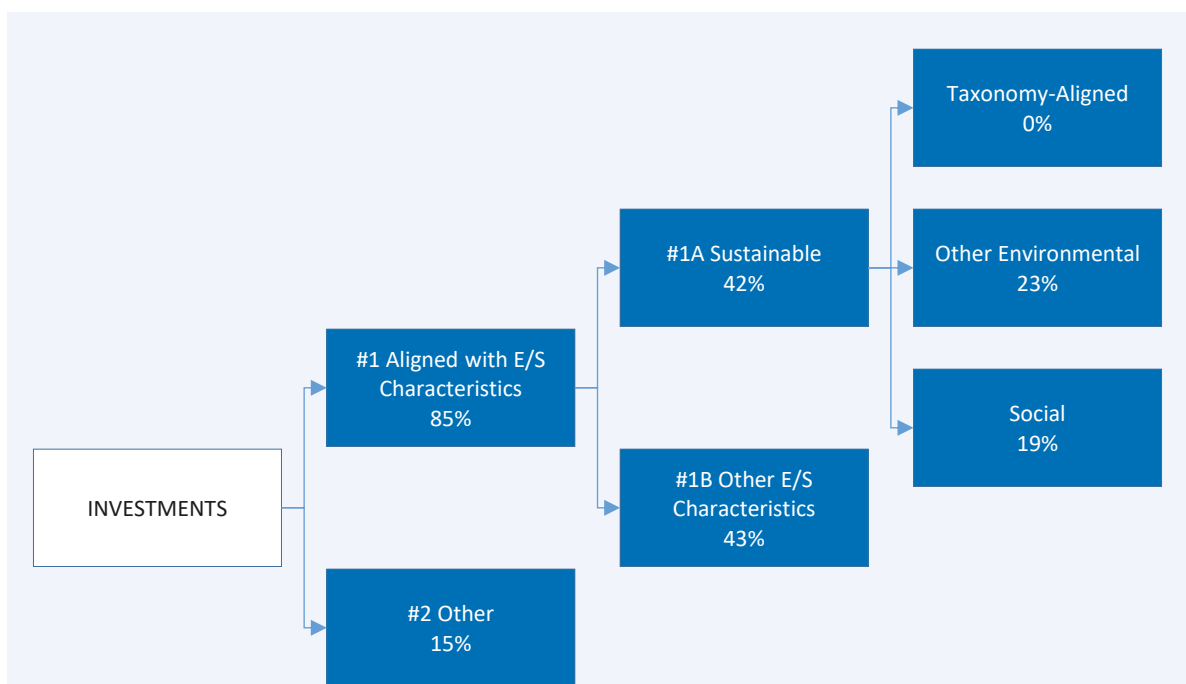 INVESTMENTS
#1 Aligned with E/S
Characteristics
85%
#2 Other
15%
#1A Sustainable
42%
#1B Other E/S
Characteristics
43%
Taxonomy-Aligned
0%
Other Environmental
23%
Social
19%